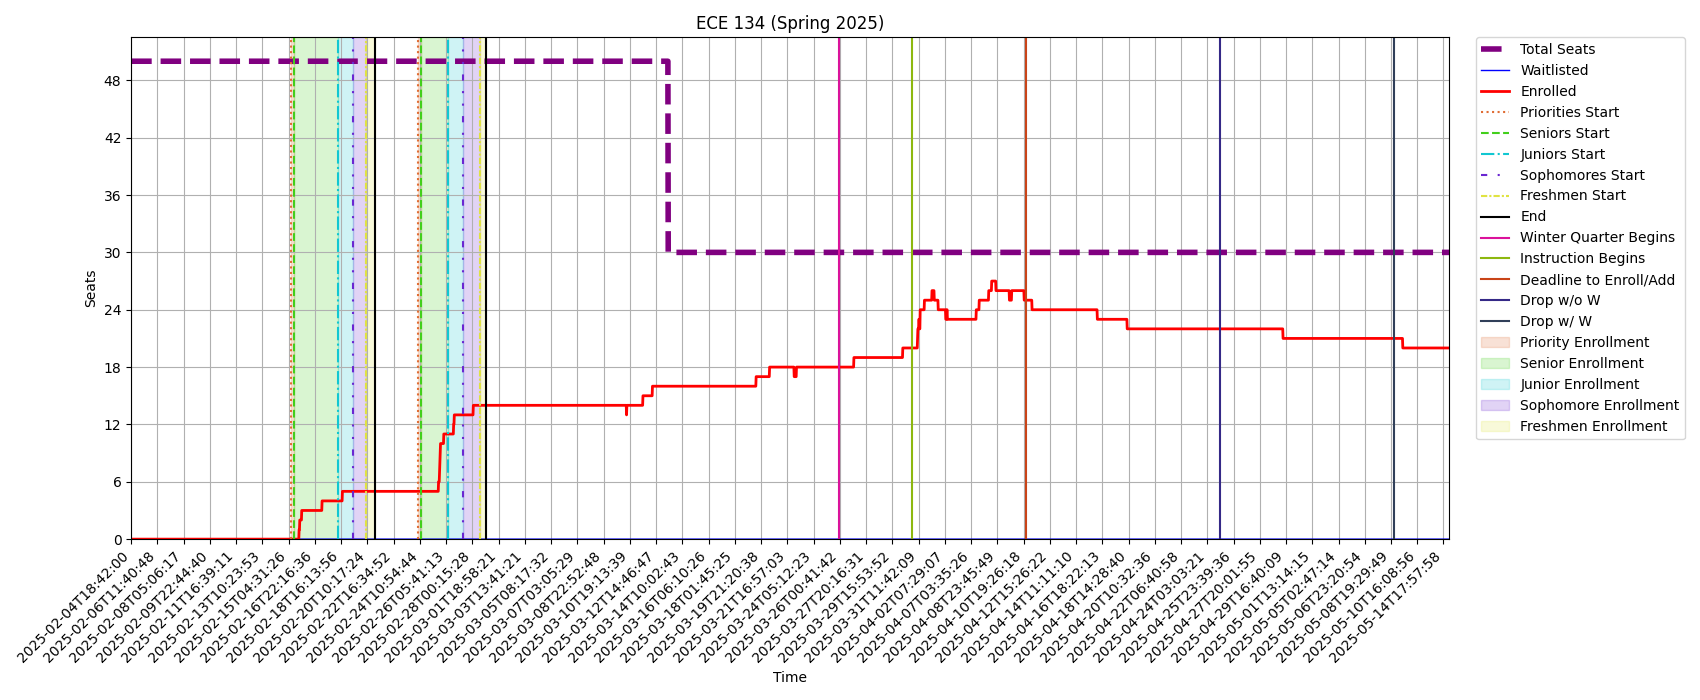 ECE 134 (Spring 2025)
Seats
48
42
36
30
24
18
12
6
0
2025-02-04T18:42:00
2025-02-06T11:40:48
2025-02-08T05:06:17
2025-02-09T22:44:40
2025-02-11T16:39:11
2025-02-13T10:23:53
2025-02-15T04:31:26
2025-02-16T22:16:36
2025-02-18T16:13:56
2025-02-20T10:17:24
2025-02-22T16:34:52
2025-02-24T10:54:44
2025-02-26T05:41:13
2025-02-28T00:15:28
2025-03-01T18:58:21
2025-03-03T13:41:21
2025-03-05T08:17:32
2025-03-07T03:05:29
2025-03-08T22:52:48
2025-03-10T19:13:39
2025-03-12T14:46:47
2025-03-14T10:02:43
2025-03-16T06:10:26
2025-03-18T01:45:25
2025-03-19T21:20:38
2025-03-21T16:57:03
2025-03-24T05:12:23
2025-03-26T00:41:42
2025-03-27T20:16:31
2025-03-29T15:53:52
2025-03-31T11:42:09
2025-04-02T07:29:07
2025-04-07T03:35:26
2025-04-08T23:45:49
2025-04-10T19:26:18
2025-04-12T15:26:22
2025-04-14T11:11:10
2025-04-16T18:22:13
2025-04-18T14:28:40
2025-04-20T10:32:36
2025-04-22T06:40:58
2025-04-24T03:03:21
2025-04-25T23:39:36
2025-04-27T20:01:55
2025-04-29T16:40:09
2025-05-01T13:14:15
2025-05-05T02:47:14
2025-05-06T23:20:54
2025-05-08T19:29:49
2025-05-10T16:08:56
2025-05-14T17:57:58
Time
Total Seats
Waitlisted
Enrolled
Priorities Start
Seniors Start
Juniors Start
Sophomores Start
Freshmen Start
End
Winter Quarter Begins
Instruction Begins
Deadline to Enroll/Add
Drop w/o W
Drop w/ W
Priority Enrollment
Senior Enrollment
Junior Enrollment
Sophomore Enrollment
Freshmen Enrollment